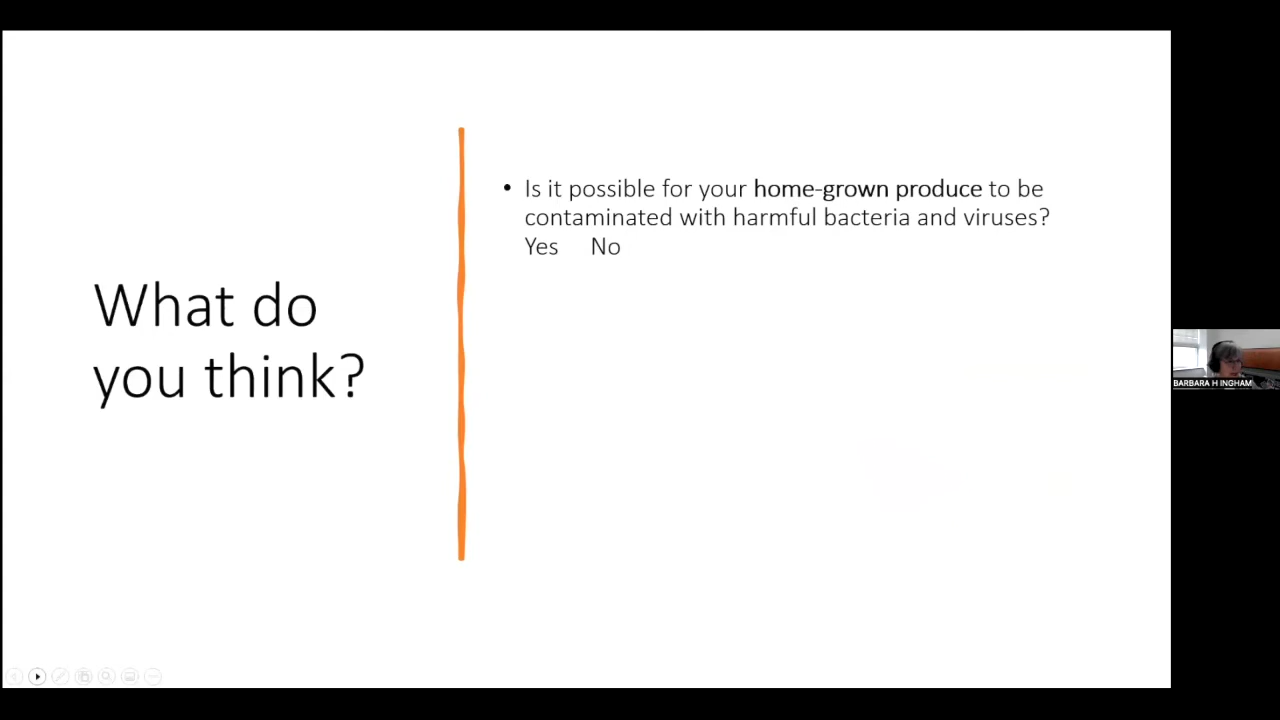 What do
you think?
• Is it possible for your home-grown produce to be
contaminated with harmful bacteria and viruses?
Yes No
BARBARA H INGHAM